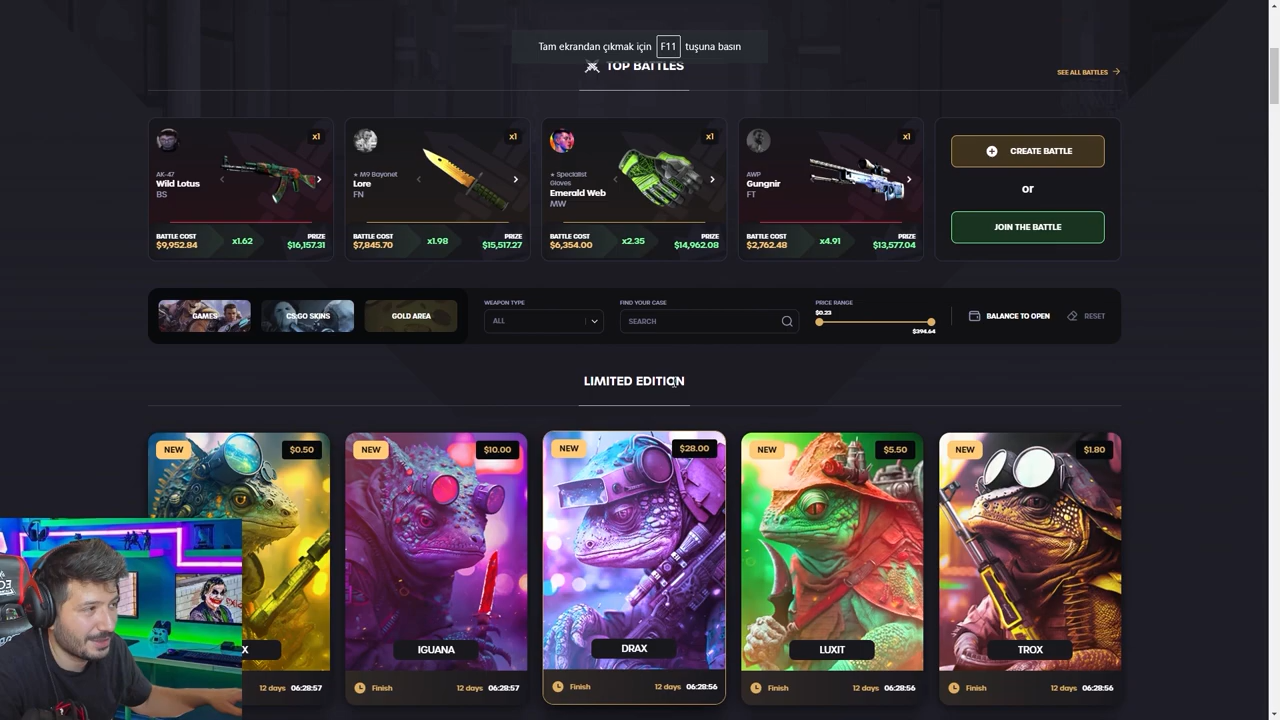 Tam ekrandan çıkmak için F11 tuşuna basın
TOP BATTLES
SEE ALL BATTLES
x1
AK-47
Wild Lotus
BS
BATTLE COST
$9,952.84
x1.62
PRIZE
$16,157.31
x1
★ M9 Bayonet
Lore
FN
BATTLE COST
$7,845.70
x1.98
PRIZE
$15,517.27
x1
★ Specialist
Gloves
Emerald Web
MW
BATTLE COST
$6,354.00
x2.35
PRIZE
$14,962.08
x1
AWP
Gungnir
FT
BATTLE COST
$2,762.48
x4.91
PRIZE
$13,577.04
CREATE BATTLE
or
JOIN THE BATTLE
GAMES
CS:GO SKINS
GOLD AREA
WEAPON TYPE
ALL
FIND YOUR CASE
SEARCH
PRICE RANGE
$0.23
$394.64
BALANCE TO OPEN
RESET
LIMITED EDITION
NEW
$0.50
X
12 days 06:28:57
NEW
$10.00
IGUANA
Finish 12 days 06:28:57
NEW
$28.00
DRAX
Finish 12 days 06:28:56
NEW
$5.50
LUXIT
Finish 12 days 06:28:56
NEW
$1.80
TROX
Finish 12 days 06:28:56